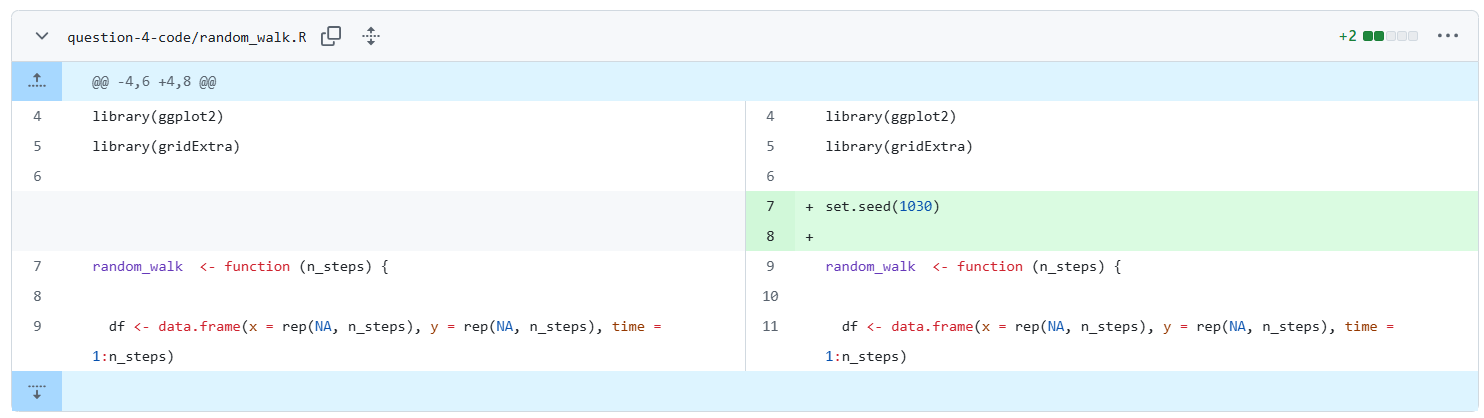 question-4-code/random_walk.R +2
@@ -4,6 +4,8 @@
4 library(ggplot2) 4 library(ggplot2)
5 library(gridExtra) 5 library(gridExtra)
6 6
7 + set.seed(1030)
8 +
7 random_walk  <- function (n_steps) { 9 random_walk  <- function (n_steps) {
8 10
9 df <- data.frame(x = rep(NA, n_steps), y = rep(NA, n_steps), time = 11 df <- data.frame(x = rep(NA, n_steps), y = rep(NA, n_steps), time =
1:n_steps) 1:n_steps)